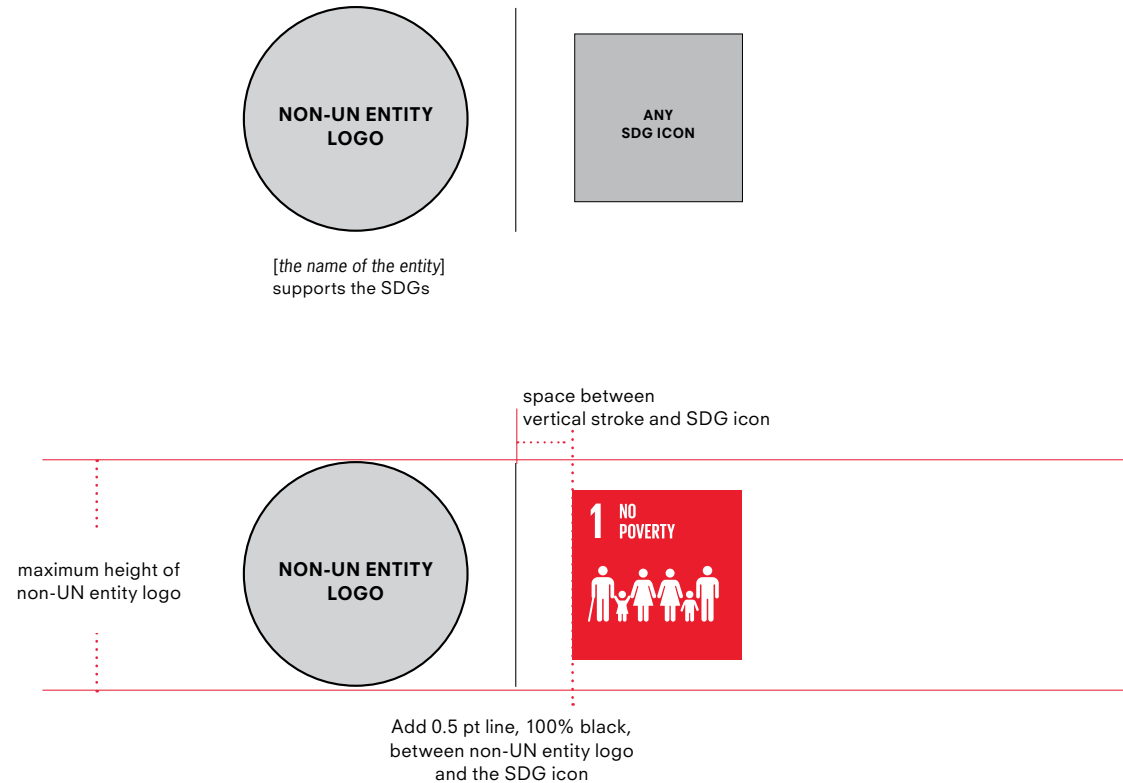 NON-UN ENTITY
LOGO
ANY
SDG ICON
[the name of the entity]
supports the SDGs
space between
vertical stroke and SDG icon
maximum height of
non-UN entity logo
NON-UN ENTITY
LOGO
1 NO
POVERTY
Add 0.5 pt line, 100% black,
between non-UN entity logo
and the SDG icon